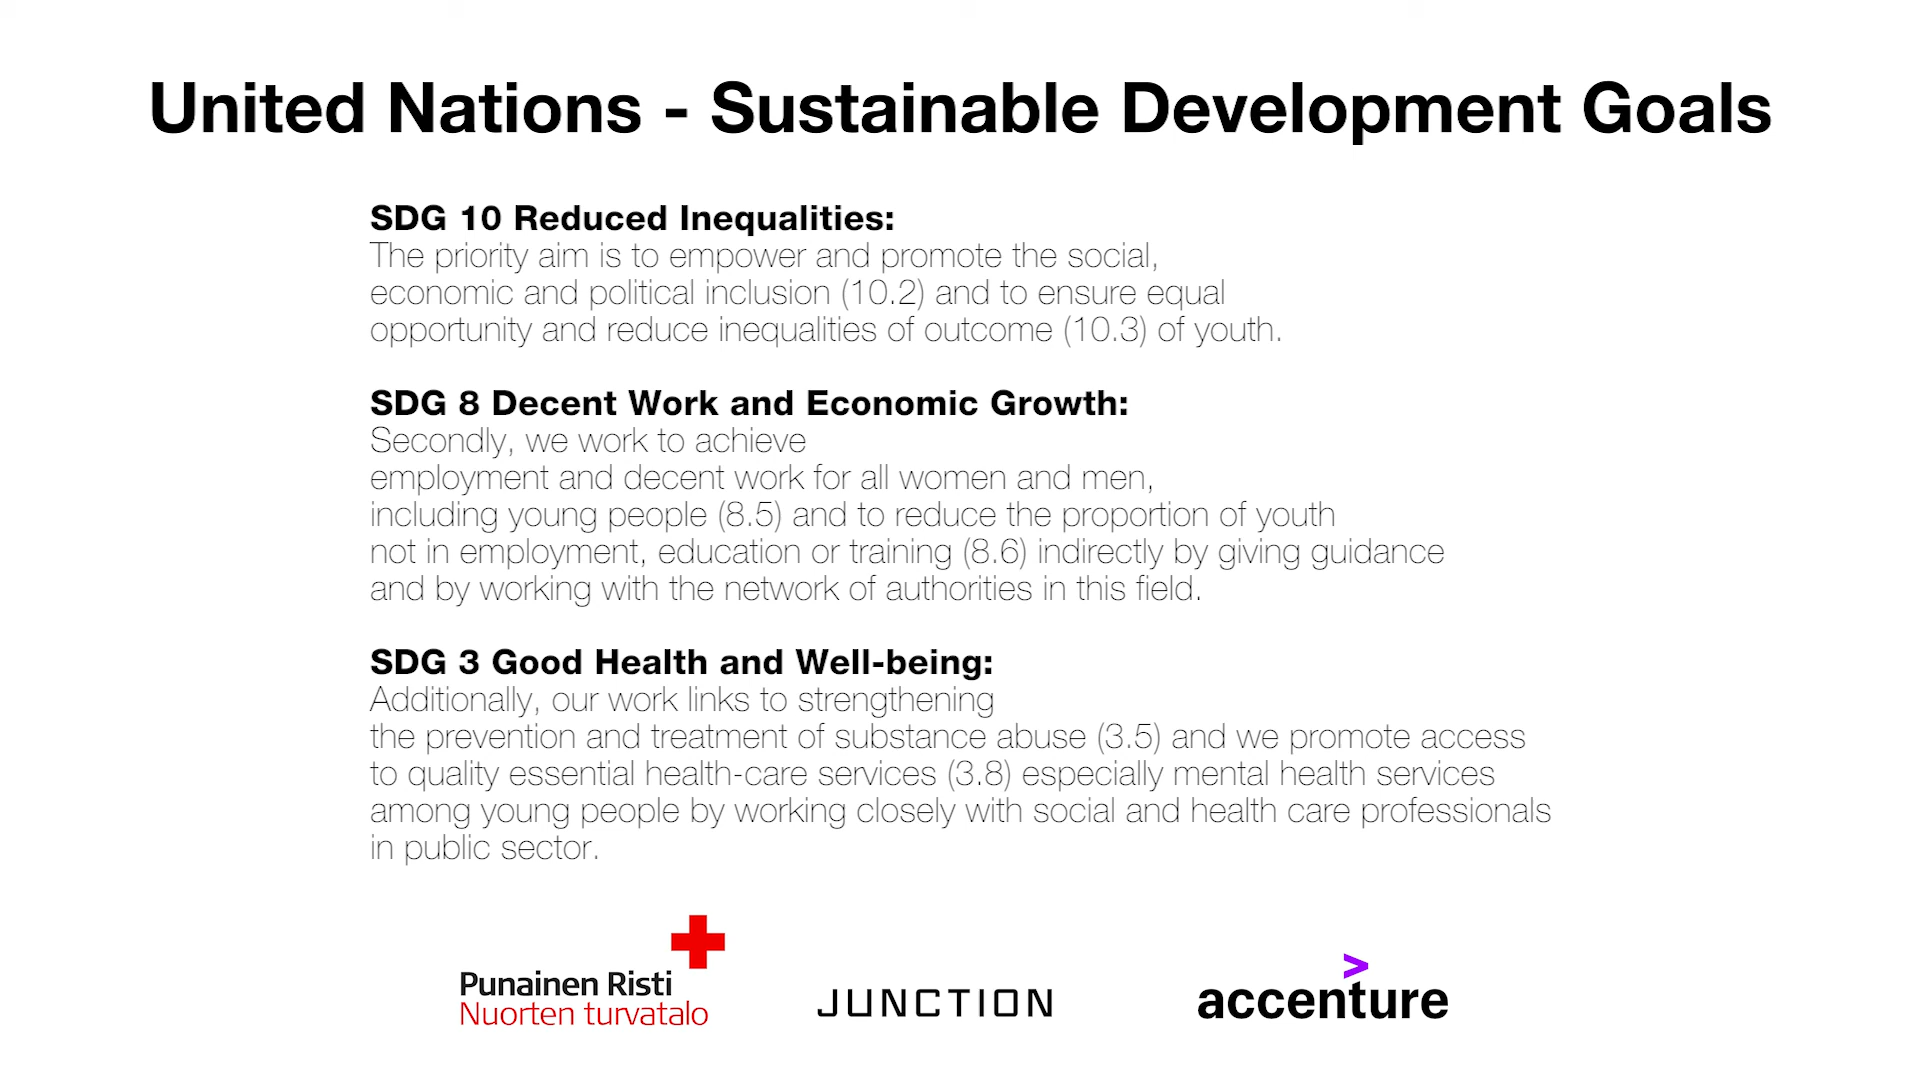 United Nations - Sustainable Development Goals
SDG 10 Reduced Inequalities:
The priority aim is to empower and promote the social,
economic and political inclusion (10.2) and to ensure equal
opportunity and reduce inequalities of outcome (10.3) of youth.
SDG 8 Decent Work and Economic Growth:
Secondly, we work to achieve
employment and decent work for all women and men,
including young people (8.5) and to reduce the proportion of youth
not in employment, education or training (8.6) indirectly by giving guidance
and by working with the network of authorities in this field.
SDG 3 Good Health and Well-being:
Additionally, our work links to strengthening
the prevention and treatment of substance abuse (3.5) and we promote access
to quality essential health-care services (3.8) especially mental health services
among young people by working closely with social and health care professionals
in public sector.
Punainen Risti
Nuorten turvatalo
JUNCTION
accenture